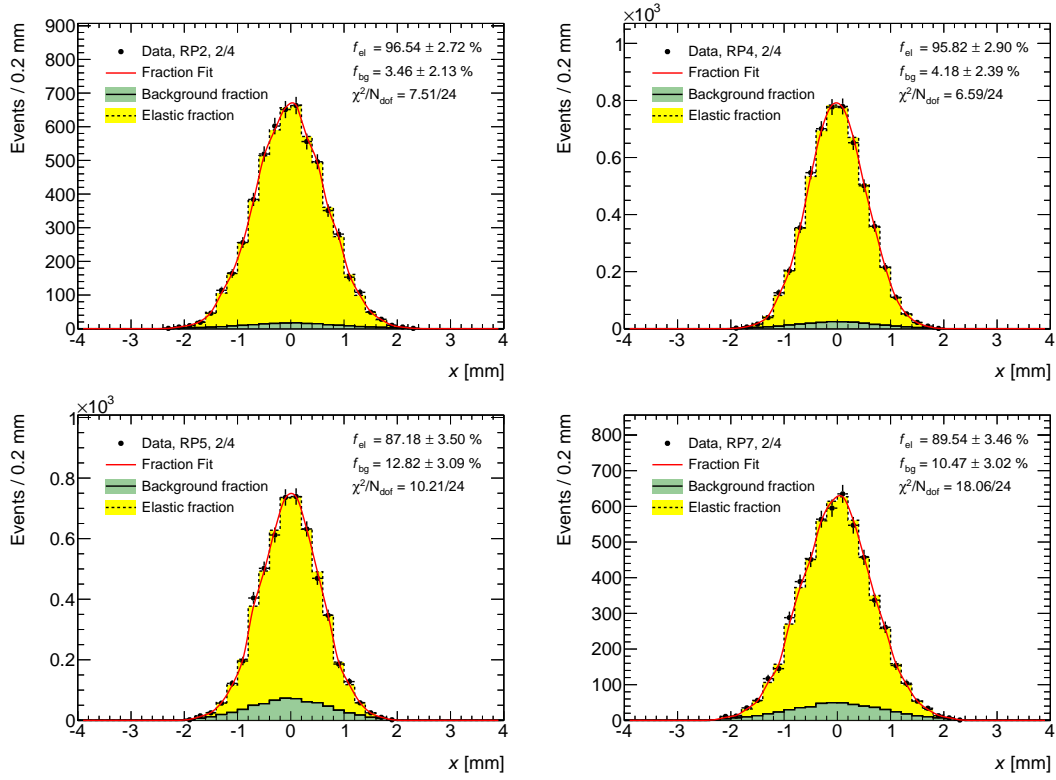 Events / 0.2 mm
900
800
700
600
500
400
300
200
100
0
Data, RP2, 2/4
Fraction Fit
Background fraction
Elastic fraction
f_el = 96.54 ± 2.72 %
f_bg = 3.46 ± 2.13 %
χ²/N_dof = 7.51/24
−4 −3 −2 −1 0 1 2 3 4
x [mm]
×10³
Events / 0.2 mm
1
0.8
0.6
0.4
0.2
0
Data, RP4, 2/4
Fraction Fit
Background fraction
Elastic fraction
f_el = 95.82 ± 2.90 %
f_bg = 4.18 ± 2.39 %
χ²/N_dof = 6.59/24
−4 −3 −2 −1 0 1 2 3 4
x [mm]
×10³
Events / 0.2 mm
1
0.8
0.6
0.4
0.2
0
Data, RP5, 2/4
Fraction Fit
Background fraction
Elastic fraction
f_el = 87.18 ± 3.50 %
f_bg = 12.82 ± 3.09 %
χ²/N_dof = 10.21/24
−4 −3 −2 −1 0 1 2 3 4
x [mm]
Events / 0.2 mm
800
700
600
500
400
300
200
100
0
Data, RP7, 2/4
Fraction Fit
Background fraction
Elastic fraction
f_el = 89.54 ± 3.46 %
f_bg = 10.47 ± 3.02 %
χ²/N_dof = 18.06/24
−4 −3 −2 −1 0 1 2 3 4
x [mm]